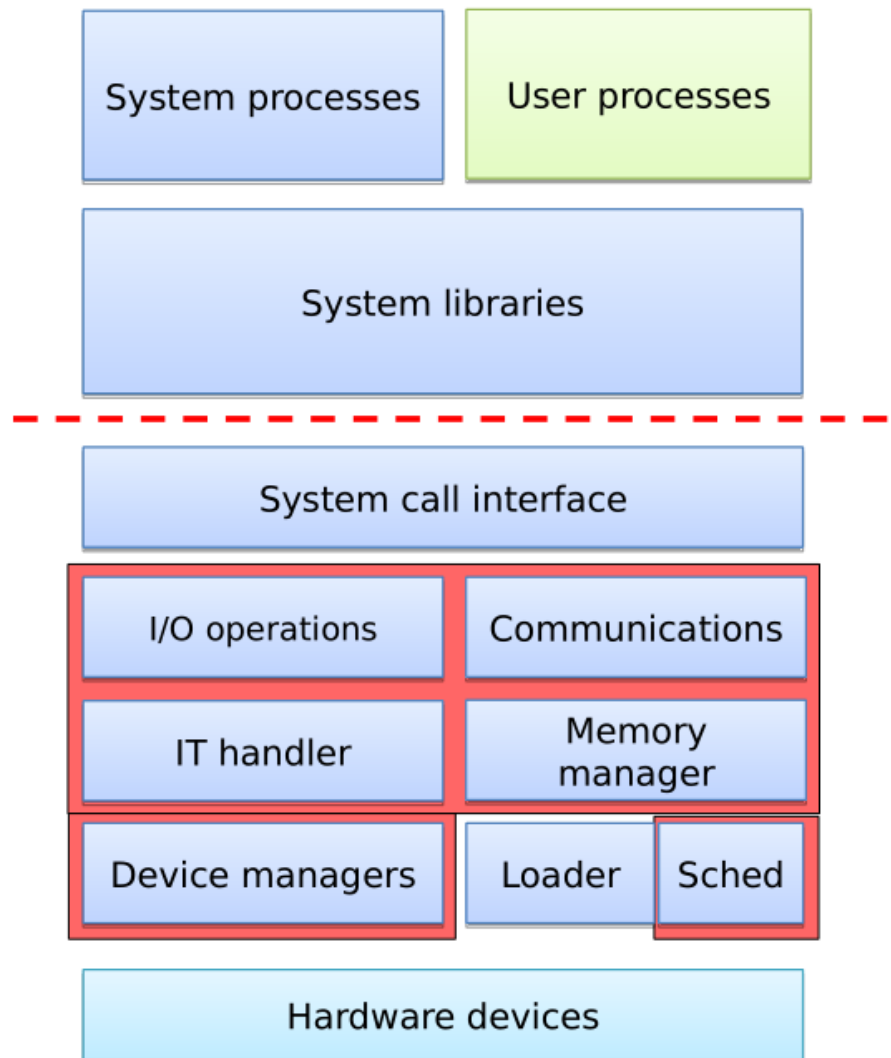 System processes
User processes
System libraries
System call interface
I/O operations
Communications
IT handler
Memory
manager
Device managers
Loader
Sched
Hardware devices